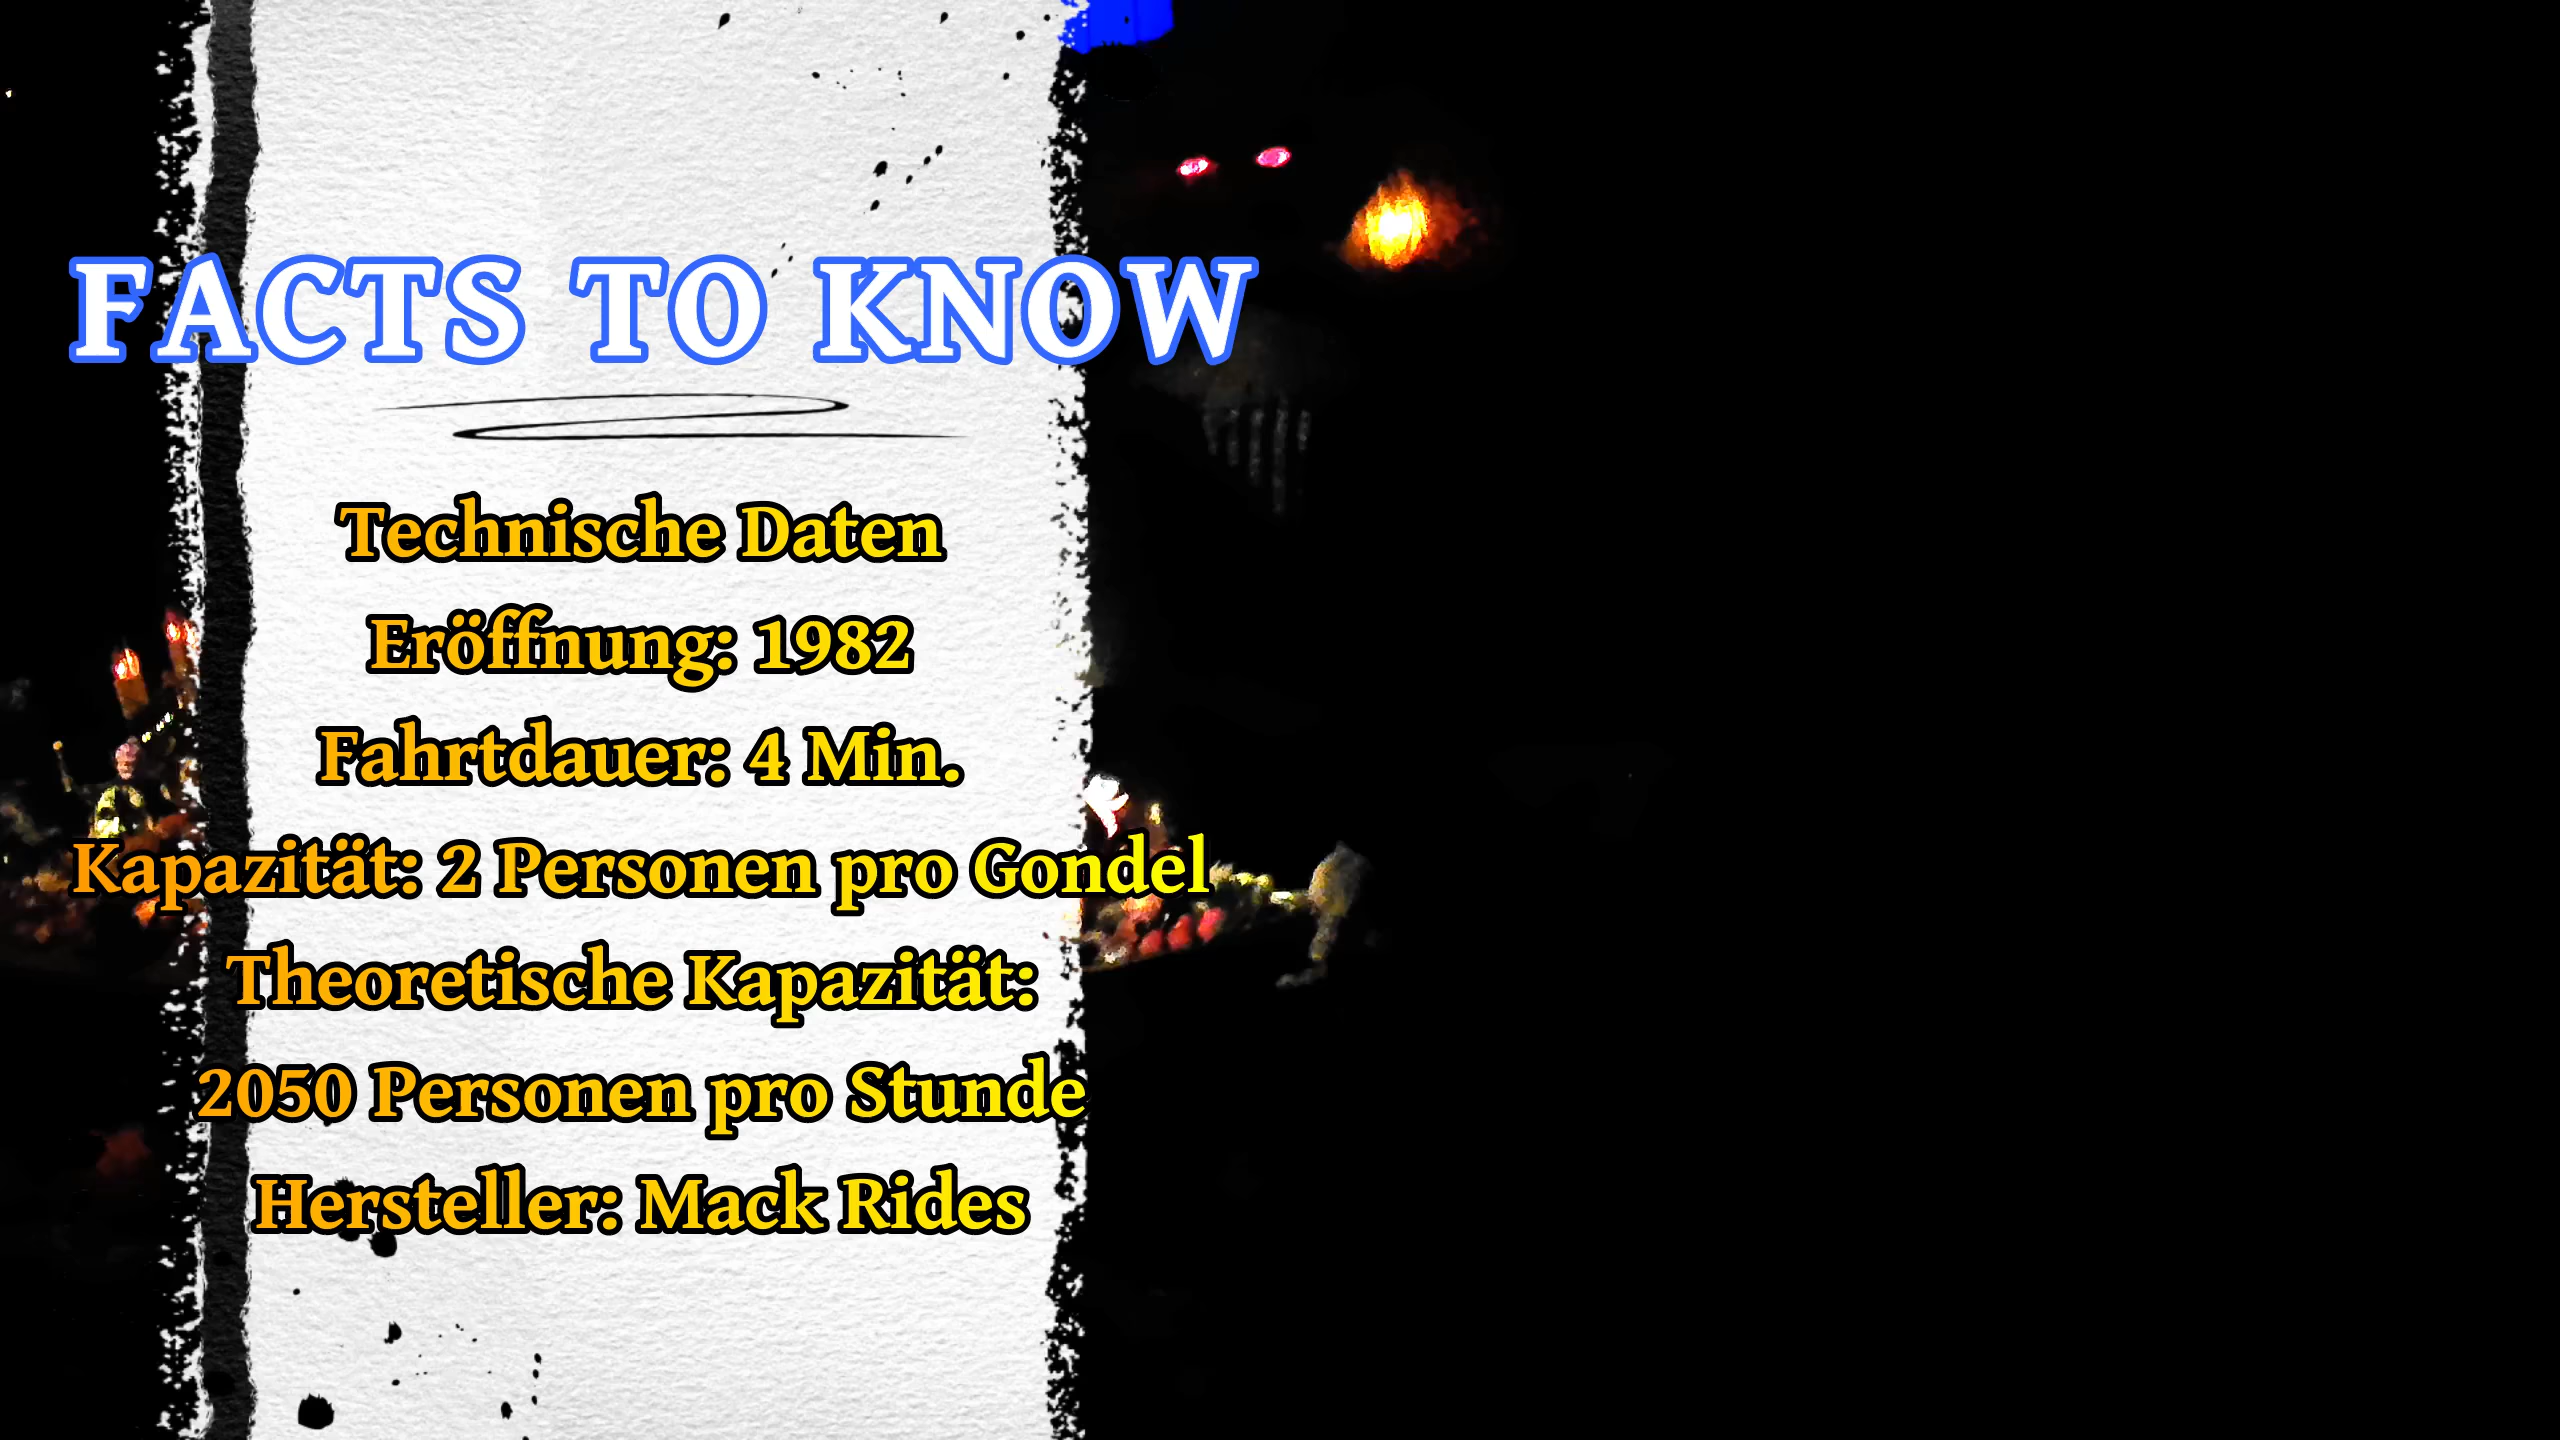 FACTS TO KNOW
Technische Daten
Eröffnung: 1982
Fahrtdauer: 4 Min.
Kapazität: 2 Personen pro Gondel
Theoretische Kapazität:
2050 Personen pro Stunde
Hersteller: Mack Rides